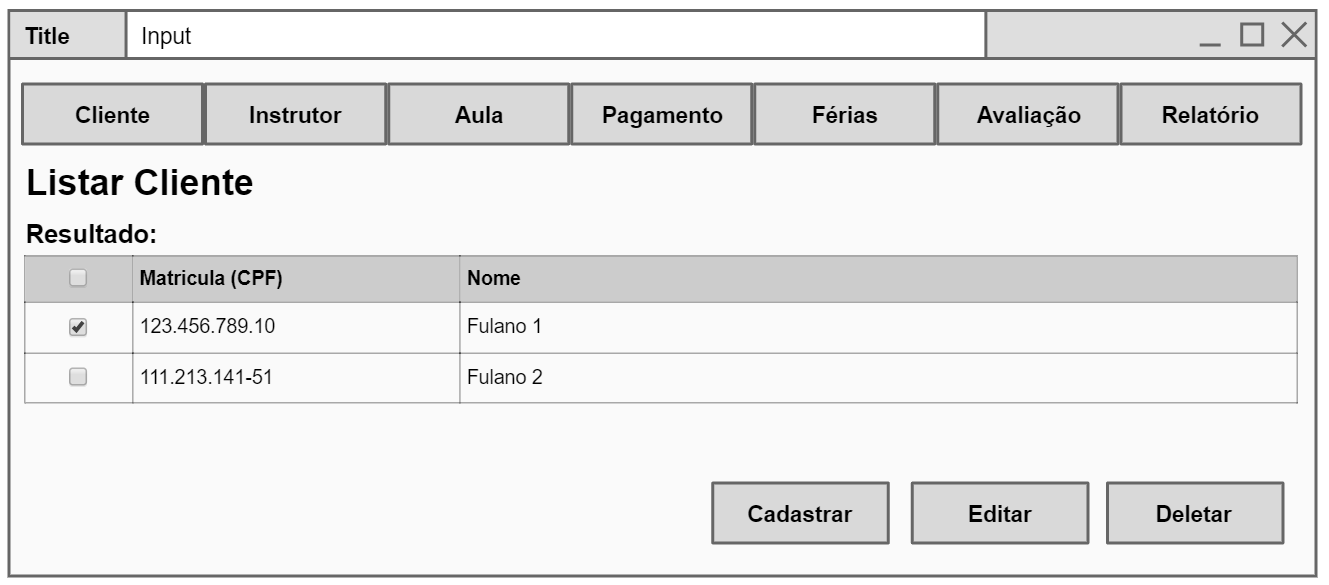 Title Input
Cliente Instrutor Aula Pagamento Férias Avaliação Relatório
Listar Cliente
Resultado:
Matricula (CPF) Nome
123.456.789.10 Fulano 1
111.213.141-51 Fulano 2
Cadastrar Editar Deletar